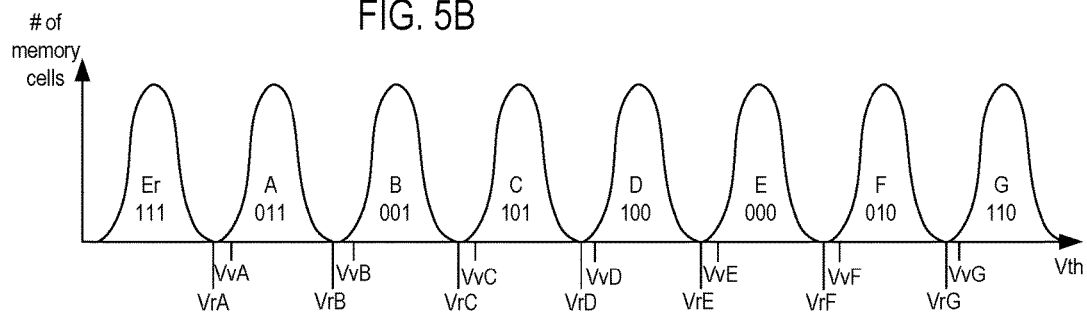 FIG. 5B
# of
memory
cells
Er A B C D E F G
111 011 001 101 100 000 010 110
VvA VvB VvC VvD VvE VvF VvG Vth
VrA VrB VrC VrD VrE VrF VrG